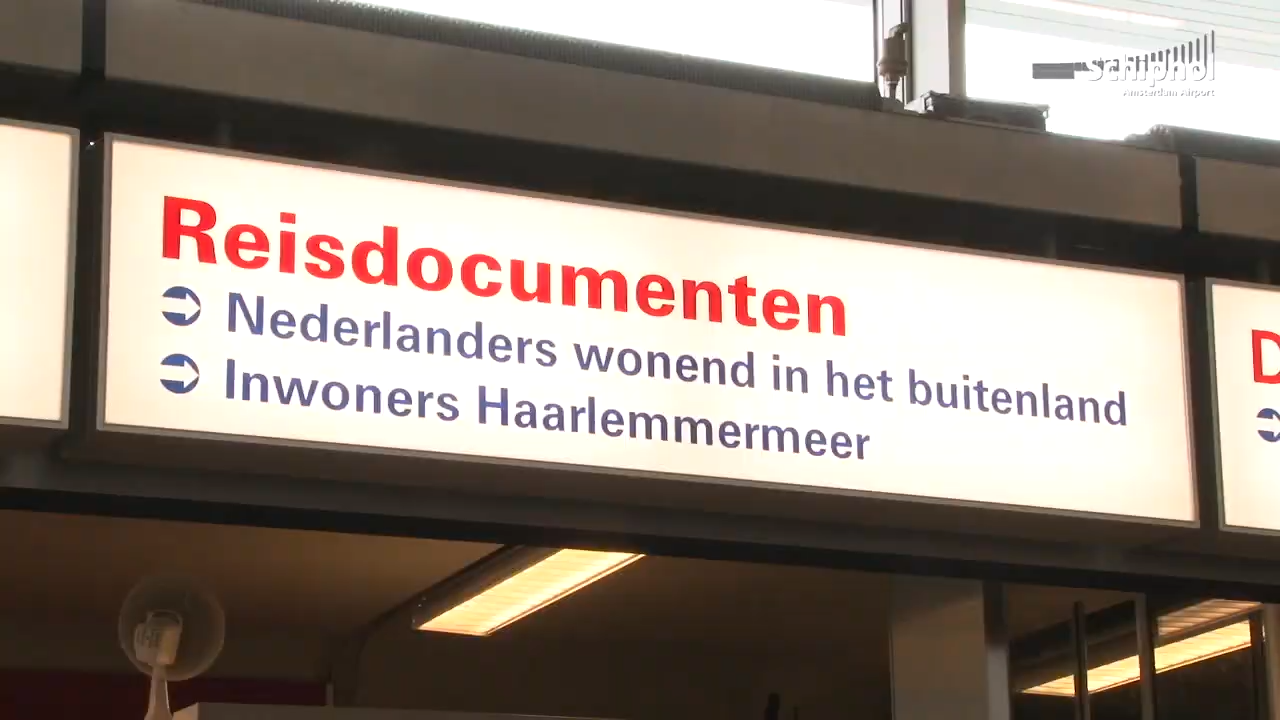 Schiphol
Amsterdam Airport
Reisdocumenten
Nederlanders wonend in het buitenland
Inwoners Haarlemmermeer
D